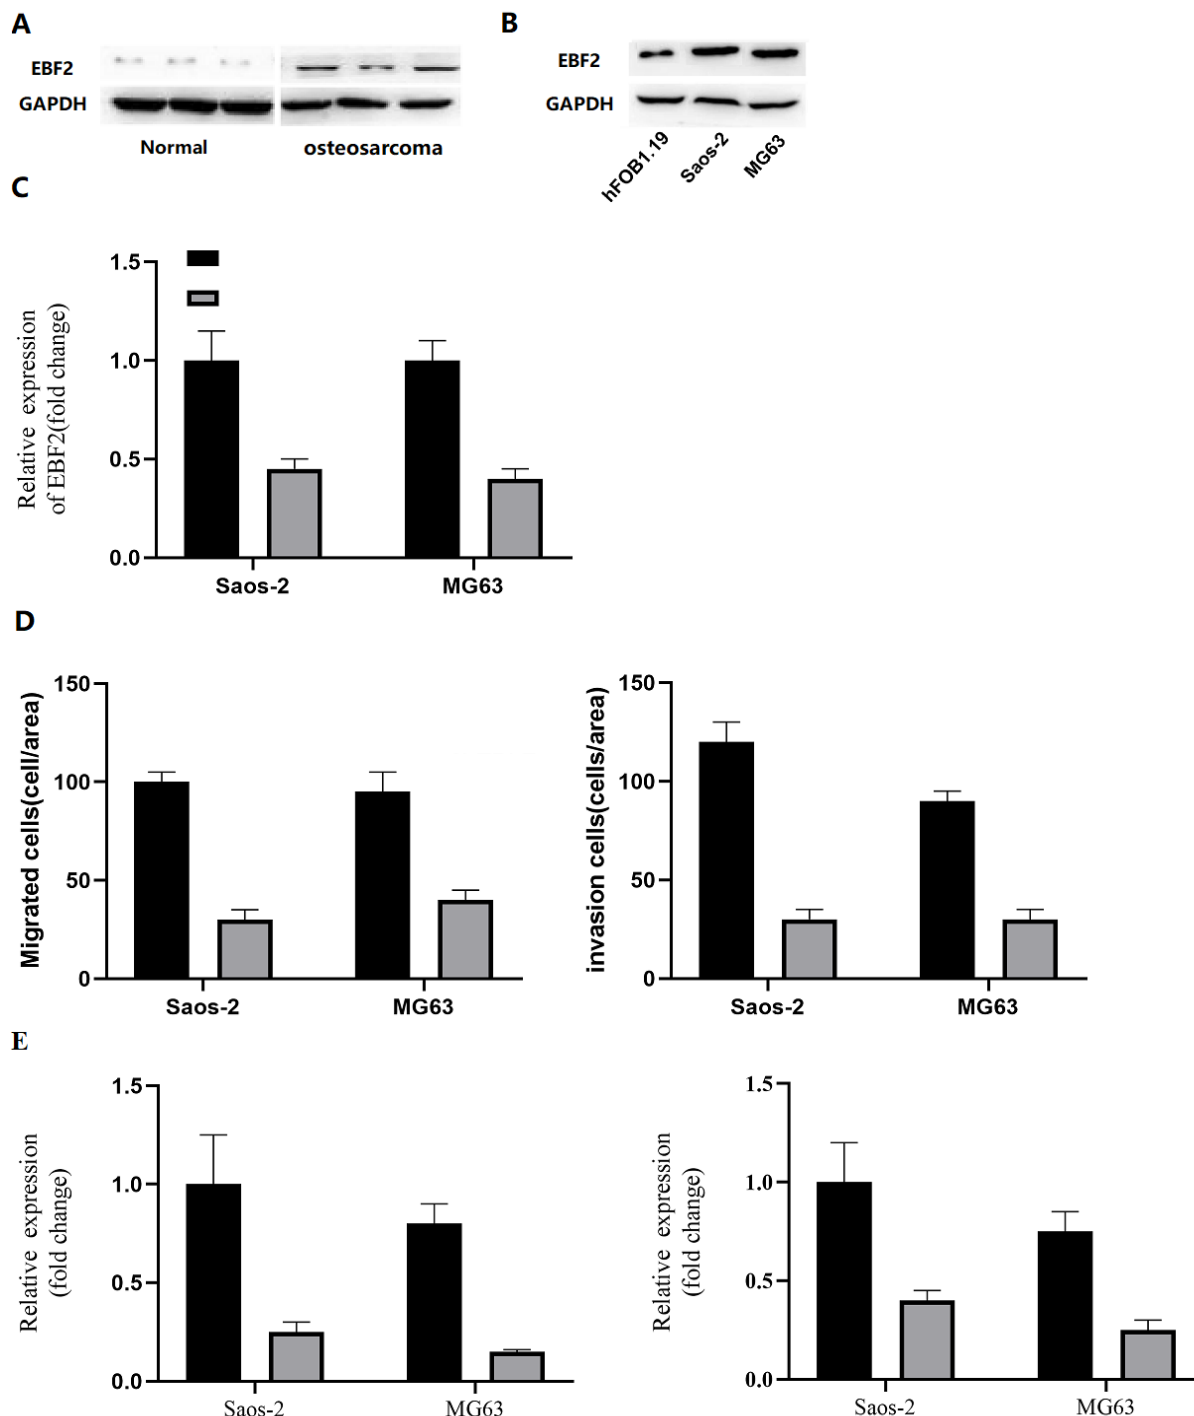 A
B
EBF2
GAPDH
Normal
osteosarcoma
EBF2
GAPDH
hFOB1.19
Saos-2
MG63
C
Relative expression
of EBF2(fold change)
1.5
1.0
0.5
0.0
Saos-2
MG63
D
Migrated cells(cell/area)
150
100
50
0
Saos-2
MG63
invasion cells(cells/area)
150
100
50
0
Saos-2
MG63
E
Relative expression
(fold change)
1.5
1.0
0.5
0.0
Saos-2
MG63
Relative expression
(fold change)
1.5
1.0
0.5
0.0
Saos-2
MG63